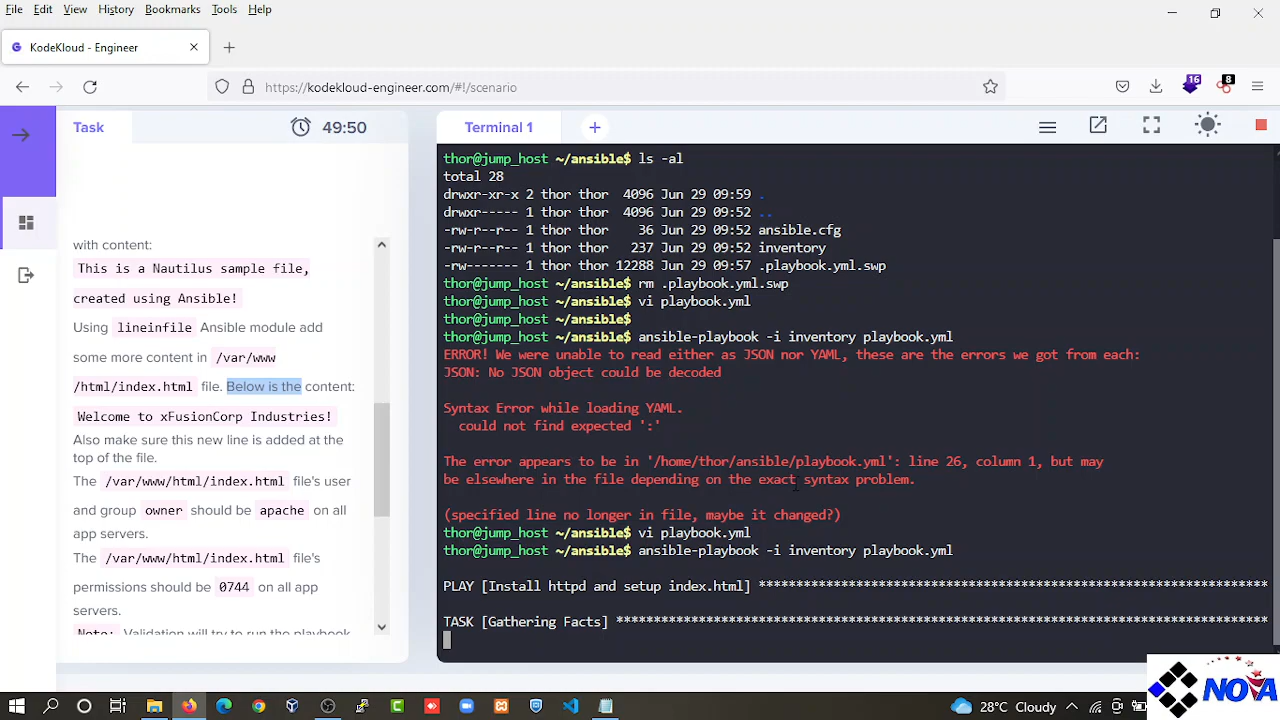 File Edit View History Bookmarks Tools Help
KodeKloud - Engineer
https://kodekloud-engineer.com/#!/scenario
16
8
Task
49:50
with content:
This is a Nautilus sample file,
created using Ansible!
Using lineinfile Ansible module add
some more content in /var/www
/html/index.html file. Below is the content:
Welcome to xFusionCorp Industries!
Also make sure this new line is added at the
top of the file.
The /var/www/html/index.html file's user
and group owner should be apache on all
app servers.
The /var/www/html/index.html file's
permissions should be 0744 on all app
servers.
Note: Validation will try to run the playbook
Terminal 1
thor@jump_host ~/ansible$ ls -al
total 28
drwxr-xr-x 2 thor thor  4096 Jun 29 09:59 .
drwxr----- 1 thor thor  4096 Jun 29 09:52 ..
-rw-r--r-- 1 thor thor    36 Jun 29 09:52 ansible.cfg
-rw-r--r-- 1 thor thor   237 Jun 29 09:52 inventory
-rw------- 1 thor thor 12288 Jun 29 09:57 .playbook.yml.swp
thor@jump_host ~/ansible$ rm .playbook.yml.swp
thor@jump_host ~/ansible$ vi playbook.yml
thor@jump_host ~/ansible$
thor@jump_host ~/ansible$ ansible-playbook -i inventory playbook.yml
ERROR! We were unable to read either as JSON nor YAML, these are the errors we got from each:
JSON: No JSON object could be decoded
Syntax Error while loading YAML.
could not find expected ':'
The error appears to be in '/home/thor/ansible/playbook.yml': line 26, column 1, but may
be elsewhere in the file depending on the exact syntax problem.
(specified line no longer in file, maybe it changed?)
thor@jump_host ~/ansible$ vi playbook.yml
thor@jump_host ~/ansible$ ansible-playbook -i inventory playbook.yml
PLAY [Install httpd and setup index.html] ********************************************************************
TASK [Gathering Facts] ***************************************************************************************
28°C Cloudy
NOVA